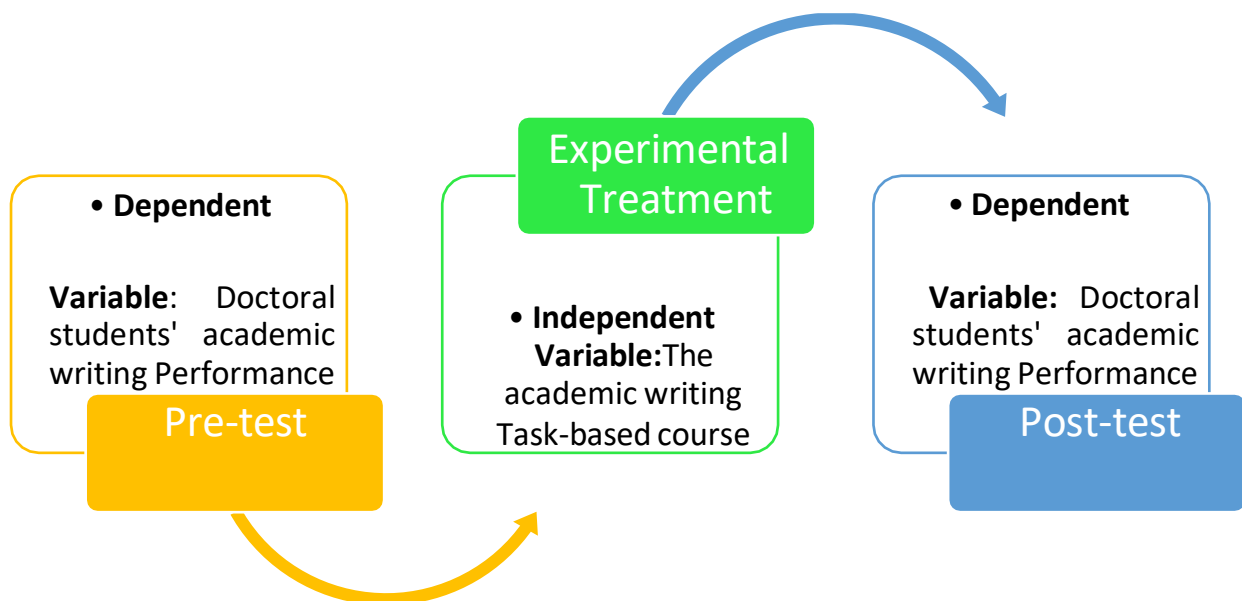 • Dependent
Variable: Doctoral
students' academic
writing Performance
Pre-test
Experimental
Treatment
• Independent
Variable:The
academic writing
Task-based course
• Dependent
Variable: Doctoral
students' academic
writing Performance
Post-test